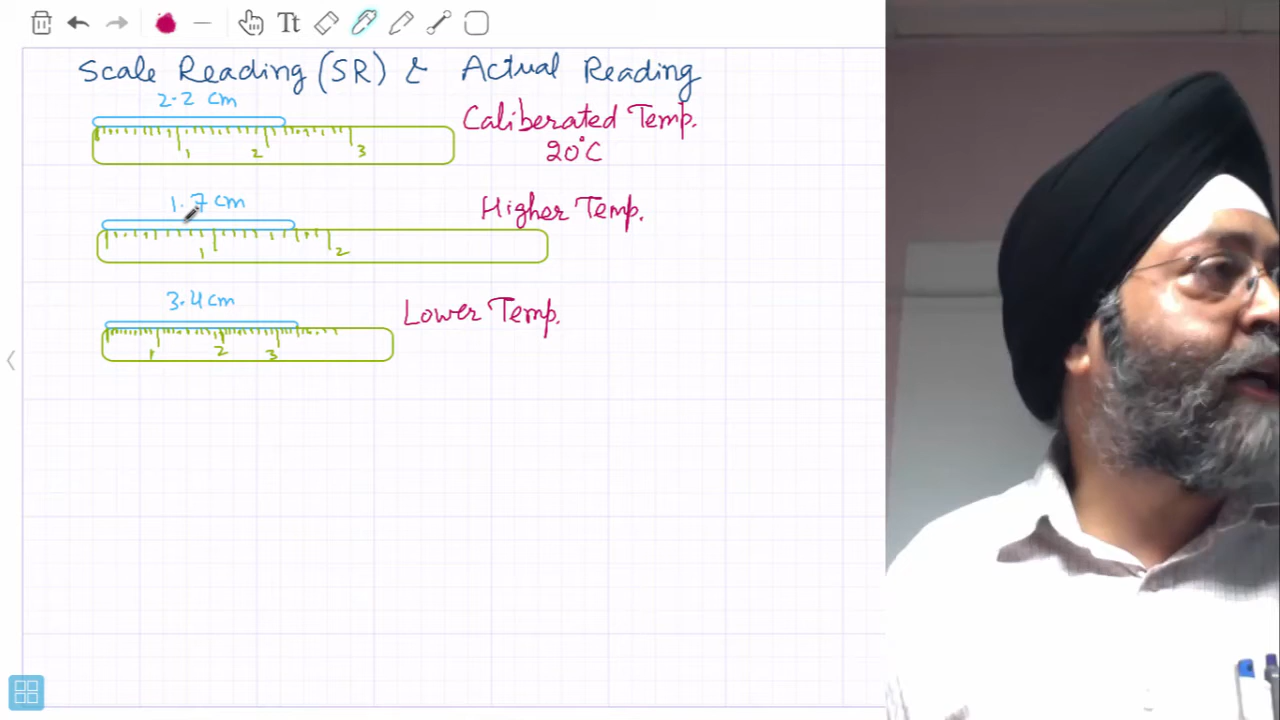 Scale Reading (SR) & Actual Reading
2.2 cm
Caliberated Temp.
20°C
1 2 3
1.7 cm
Higher Temp.
1 2
3.4 cm
Lower Temp.
1 2 3
Tt